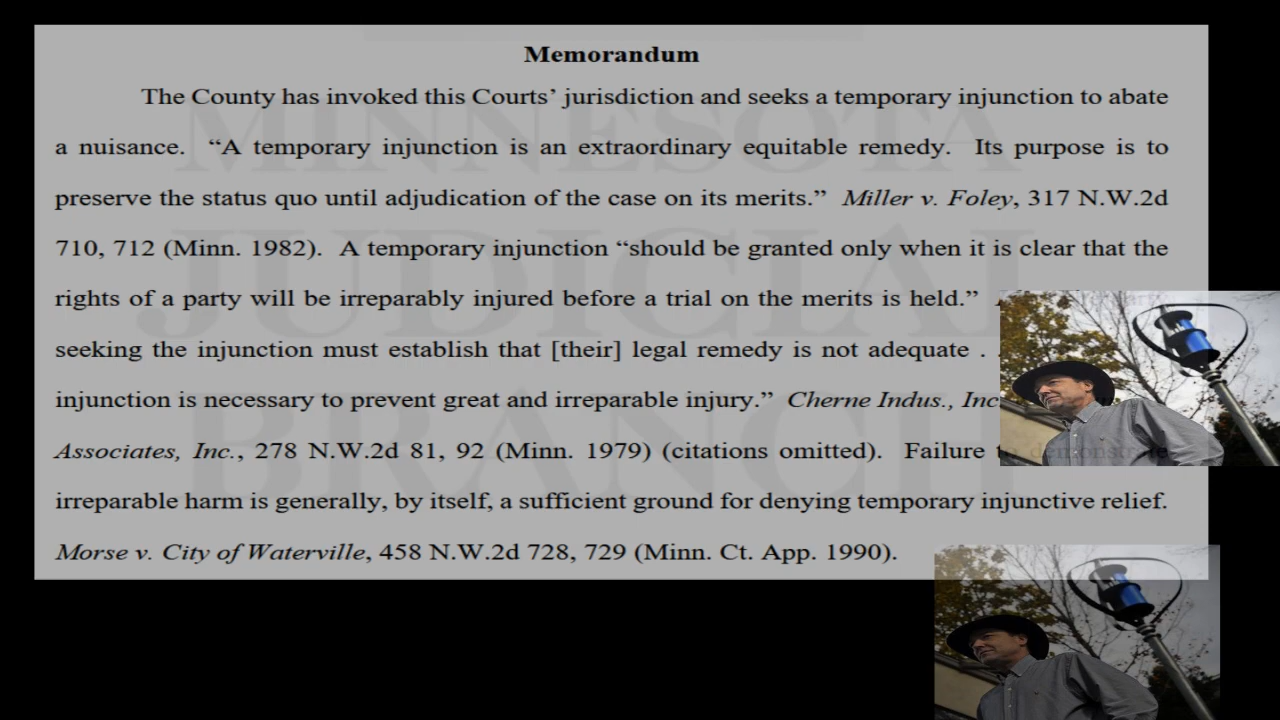 Memorandum
The County has invoked this Courts’ jurisdiction and seeks a temporary injunction to abate
a nuisance. “A temporary injunction is an extraordinary equitable remedy. Its purpose is to
preserve the status quo until adjudication of the case on its merits.” Miller v. Foley, 317 N.W.2d
710, 712 (Minn. 1982). A temporary injunction “should be granted only when it is clear that the
rights of a party will be irreparably injured before a trial on the merits is held.”
seeking the injunction must establish that [their] legal remedy is not adequate . .
injunction is necessary to prevent great and irreparable injury.” Cherne Indus., Inc
Associates, Inc., 278 N.W.2d 81, 92 (Minn. 1979) (citations omitted). Failure to demonstrate
irreparable harm is generally, by itself, a sufficient ground for denying temporary injunctive relief.
Morse v. City of Waterville, 458 N.W.2d 728, 729 (Minn. Ct. App. 1990).
MINNESOTA
JUDICIAL
BRANCH